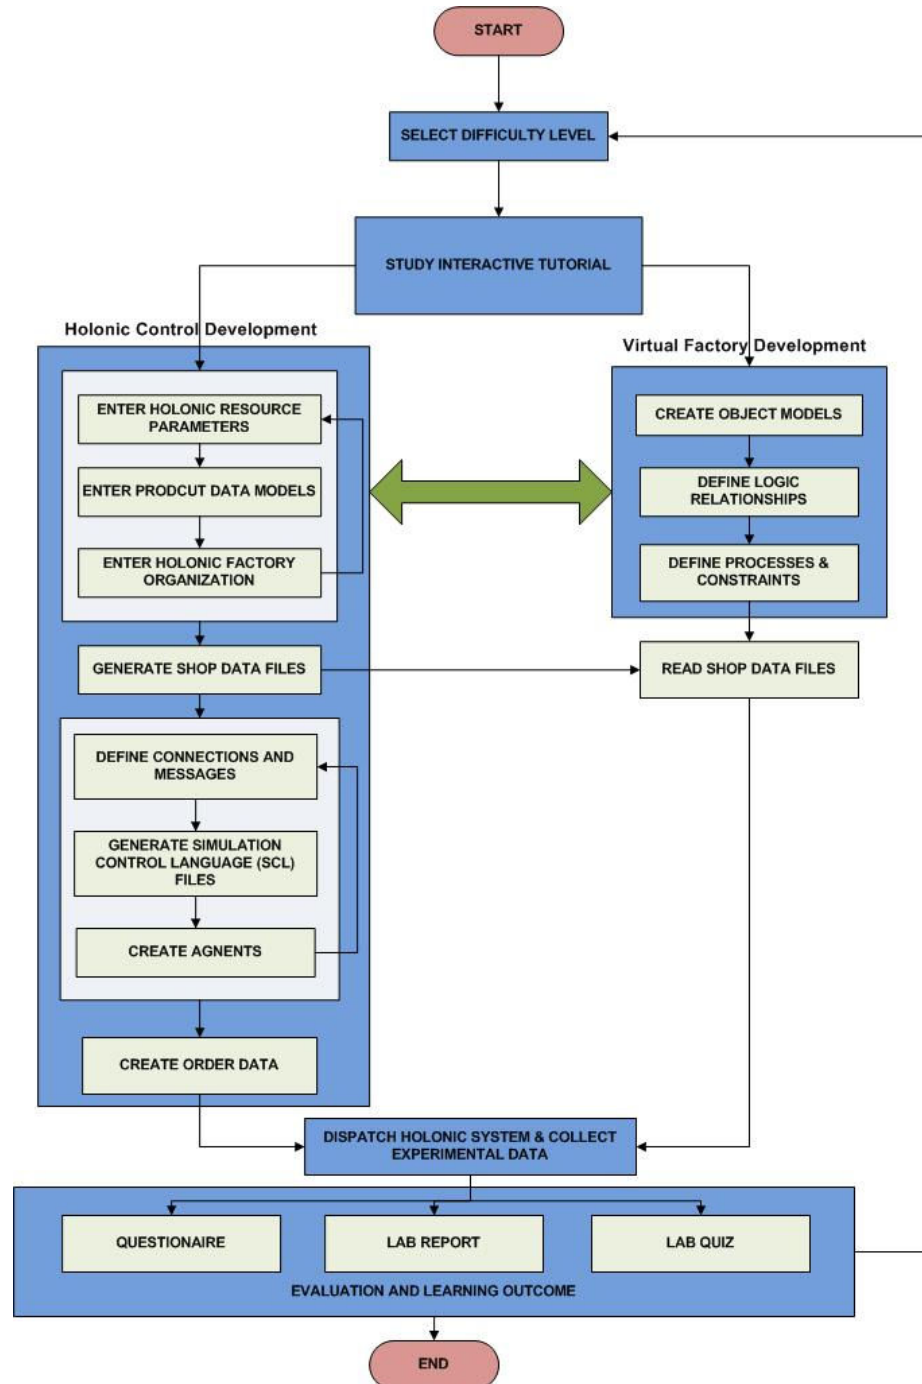 START
SELECT DIFFICULTY LEVEL
STUDY INTERACTIVE TUTORIAL
Holonic Control Development
ENTER HOLONIC RESOURCE
PARAMETERS
ENTER PRODCUT DATA MODELS
ENTER HOLONIC FACTORY
ORGANIZATION
GENERATE SHOP DATA FILES
DEFINE CONNECTIONS AND
MESSAGES
GENERATE SIMULATION
CONTROL LANGUAGE (SCL)
FILES
CREATE AGNENTS
CREATE ORDER DATA
Virtual Factory Development
CREATE OBJECT MODELS
DEFINE LOGIC
RELATIONSHIPS
DEFINE PROCESSES &
CONSTRAINTS
READ SHOP DATA FILES
DISPATCH HOLONIC SYSTEM & COLLECT
EXPERIMENTAL DATA
QUESTIONAIRE
LAB REPORT
LAB QUIZ
EVALUATION AND LEARNING OUTCOME
END